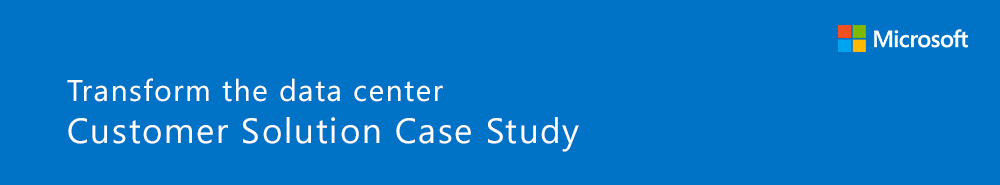 Microsoft
Transform the data center
Customer Solution Case Study